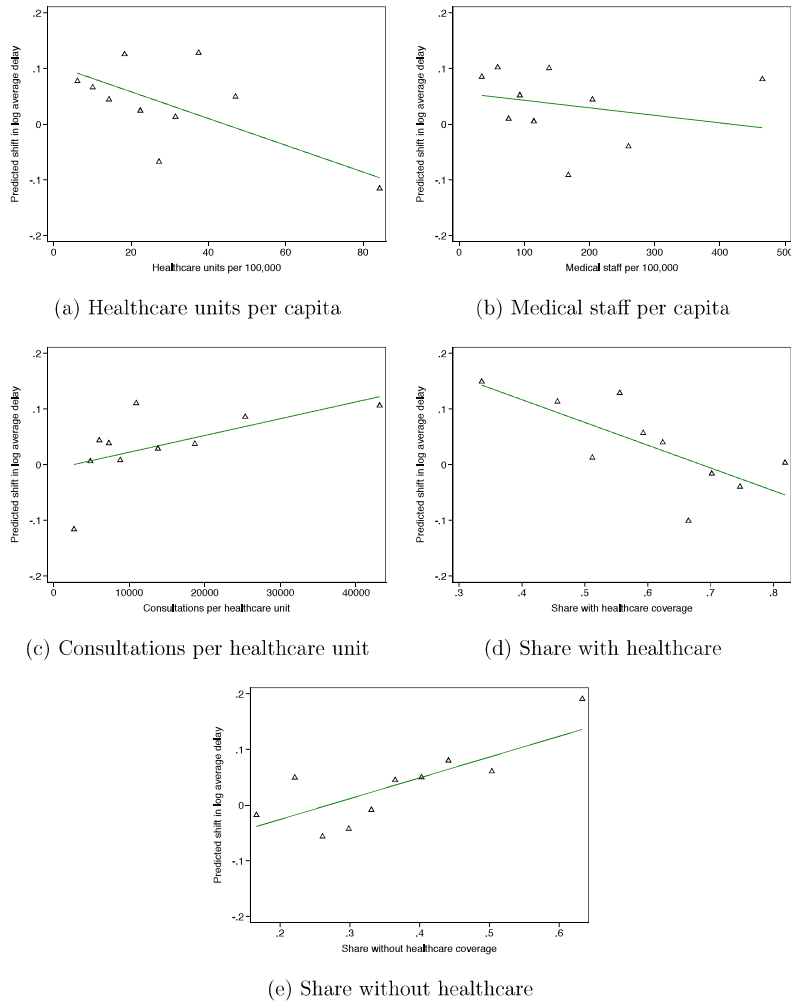 .2
.1
0
-.1
-.2
Predicted shift in log average delay
0 20 40 60 80
Healthcare units per 100,000
(a) Healthcare units per capita
.2
.1
0
-.1
-.2
Predicted shift in log average delay
0 100 200 300 400 500
Medical staff per 100,000
(b) Medical staff per capita
.2
.1
0
-.1
-.2
Predicted shift in log average delay
0 10000 20000 30000 40000
Consultations per healthcare unit
(c) Consultations per healthcare unit
.2
.1
0
-.1
-.2
Predicted shift in log average delay
.3 .4 .5 .6 .7 .8
Share with healthcare coverage
(d) Share with healthcare
.2
.1
0
-.1
-.2
Predicted shift in log average delay
.2 .3 .4 .5 .6
Share without healthcare coverage
(e) Share without healthcare